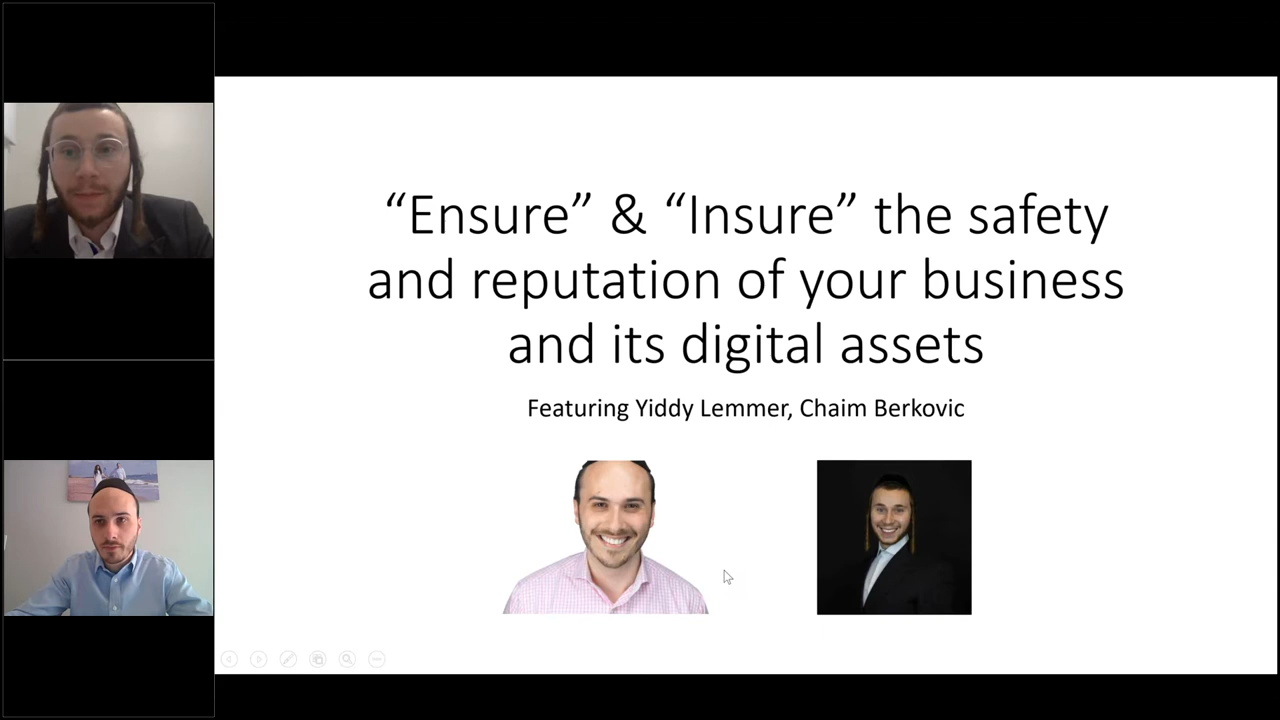 “Ensure” & “Insure” the safety
and reputation of your business
and its digital assets
Featuring Yiddy Lemmer, Chaim Berkovic